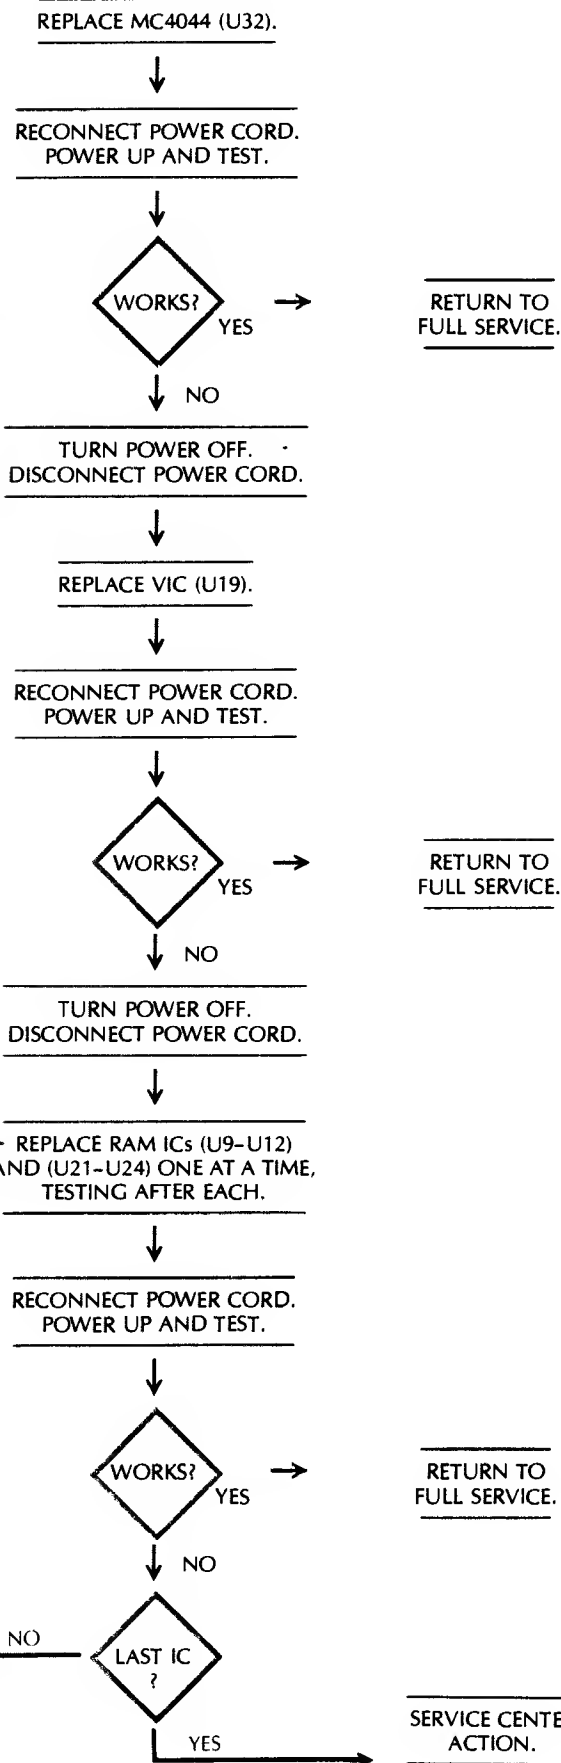 REPLACE MC4044 (U32).
RECONNECT POWER CORD.
POWER UP AND TEST.
WORKS?
YES
RETURN TO
FULL SERVICE.
NO
TURN POWER OFF.
DISCONNECT POWER CORD.
REPLACE VIC (U19).
RECONNECT POWER CORD.
POWER UP AND TEST.
WORKS?
YES
RETURN TO
FULL SERVICE.
NO
TURN POWER OFF.
DISCONNECT POWER CORD.
REPLACE RAM ICs (U9–U12)
AND (U21–U24) ONE AT A TIME,
TESTING AFTER EACH.
RECONNECT POWER CORD.
POWER UP AND TEST.
WORKS?
YES
RETURN TO
FULL SERVICE.
NO
LAST IC
?
NO
YES
SERVICE CENTE
ACTION.